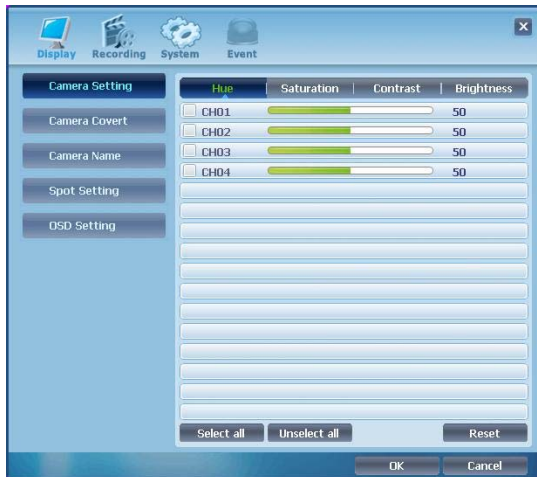 Display Recording System Event
Camera Setting
Camera Covert
Camera Name
Spot Setting
OSD Setting
Hue Saturation Contrast Brightness
CH01 50
CH02 50
CH03 50
CH04 50
Select all Unselect all Reset
OK Cancel